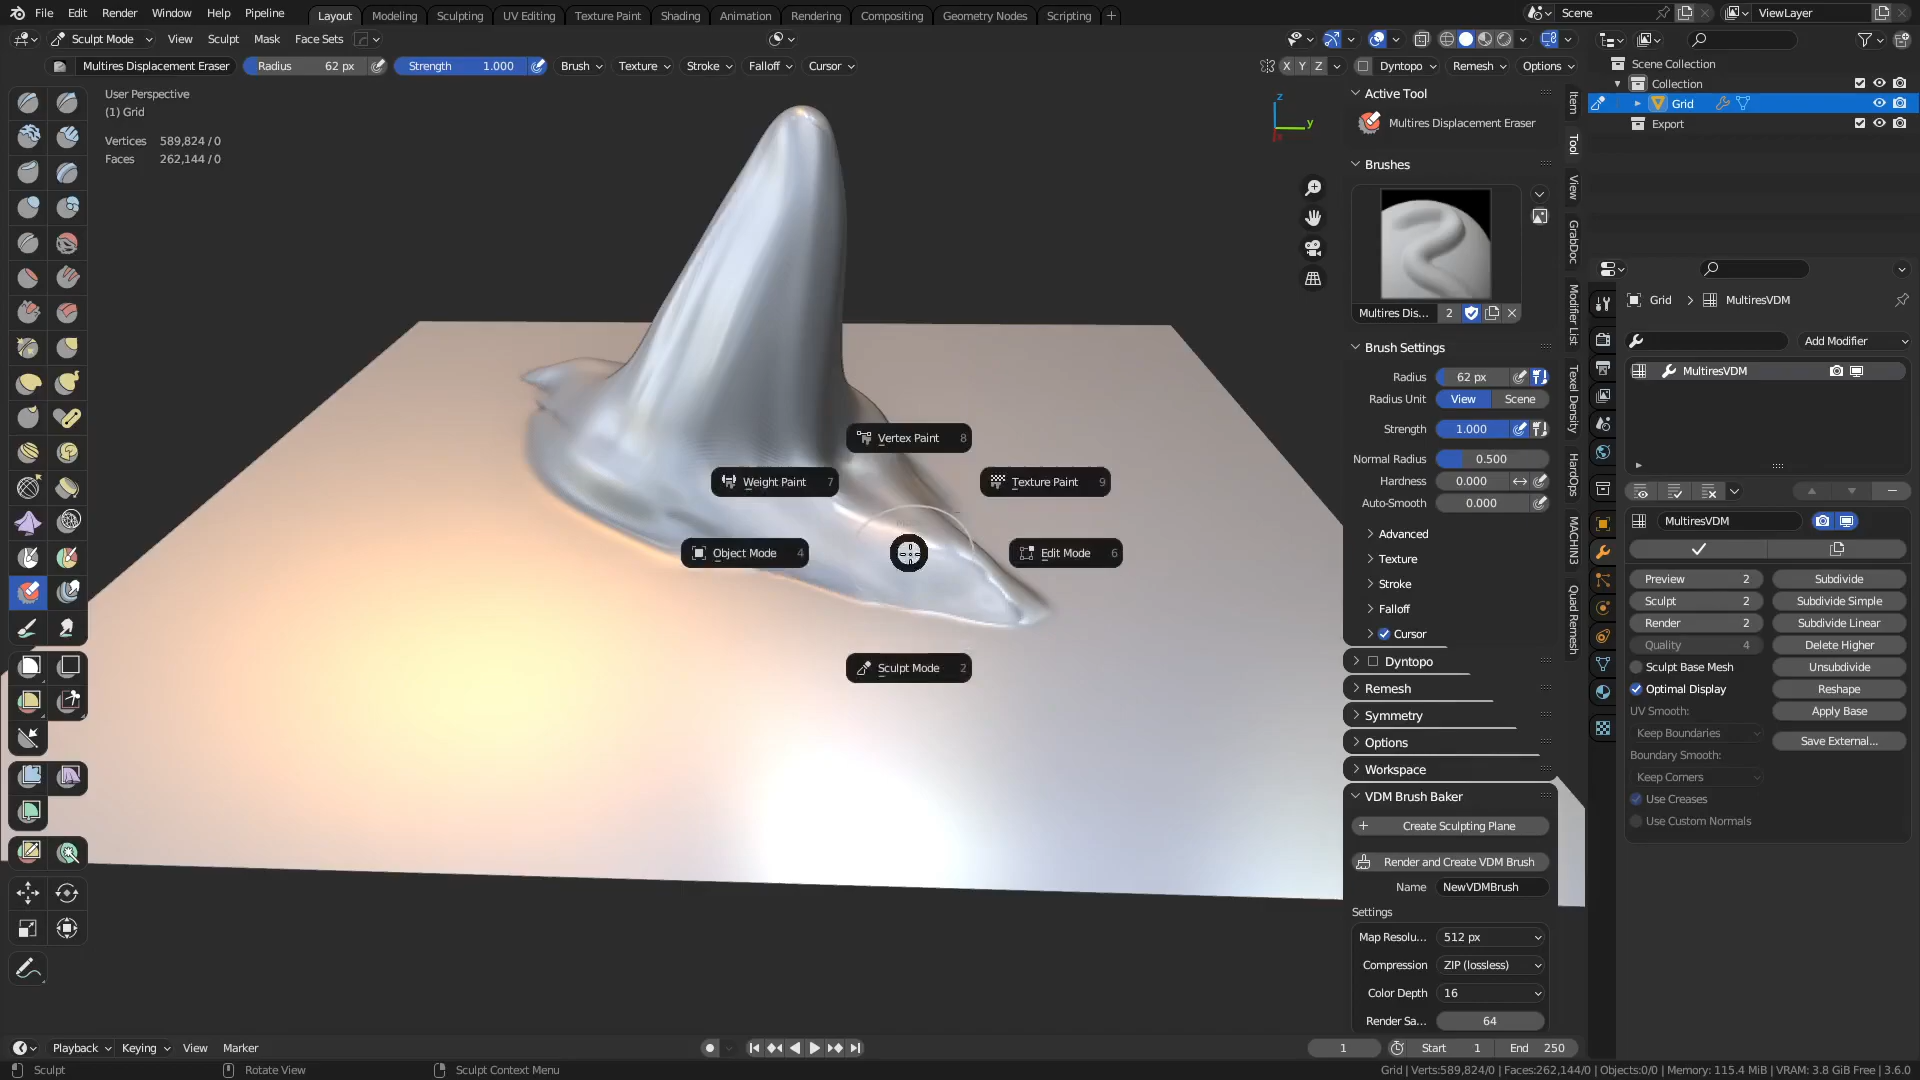 File Edit Render Window Help Pipeline Layout Modeling Sculpting UV Editing Texture Paint Shading Animation Rendering Compositing Geometry Nodes Scripting + Scene ViewLayer
Sculpt Mode View Sculpt Mask Face Sets
Multires Displacement Eraser Radius 62 px Strength 1.000 Brush Texture Stroke Falloff Cursor X Y Z Dyntopo Remesh Options
User Perspective
(1) Grid
Vertices 589,824 / 0
Faces 262,144 / 0
z
y
Vertex Paint 8
Weight Paint 7
Texture Paint 9
Object Mode 4
Edit Mode 6
Sculpt Mode 2
Active Tool
Multires Displacement Eraser
Brushes
Multires Dis... 2
Brush Settings
Radius 62 px
Radius Unit View Scene
Strength 1.000
Normal Radius 0.500
Hardness 0.000
Auto-Smooth 0.000
Advanced
Texture
Stroke
Falloff
Cursor
Dyntopo
Remesh
Symmetry
Options
Workspace
VDM Brush Baker
Create Sculpting Plane
Render and Create VDM Brush
Name NewVDMBrush
Settings
Map Resolu... 512 px
Compression ZIP (lossless)
Color Depth 16
Render Sa... 64
Item
Tool
View
GrabDoc
Modifier List
Texel Density
HardOps
MACHIN3
Quad Remesh
Scene Collection
Collection
Grid
Export
Grid MultiresVDM
Add Modifier
MultiresVDM
MultiresVDM
Preview 2 Subdivide
Sculpt 2 Subdivide Simple
Render 2 Subdivide Linear
Quality 4 Delete Higher
Sculpt Base Mesh Unsubdivide
Optimal Display Reshape
UV Smooth: Apply Base
Keep Boundaries Save External...
Boundary Smooth:
Keep Corners
Use Creases
Use Custom Normals
Playback Keying View Marker 1 Start 1 End 250
Sculpt Rotate View Sculpt Context Menu Grid | Verts:589,824/0 | Faces:262,144/0 | Objects:0/0 | Memory: 115.4 MiB | VRAM: 3.8 GiB Free | 3.6.0